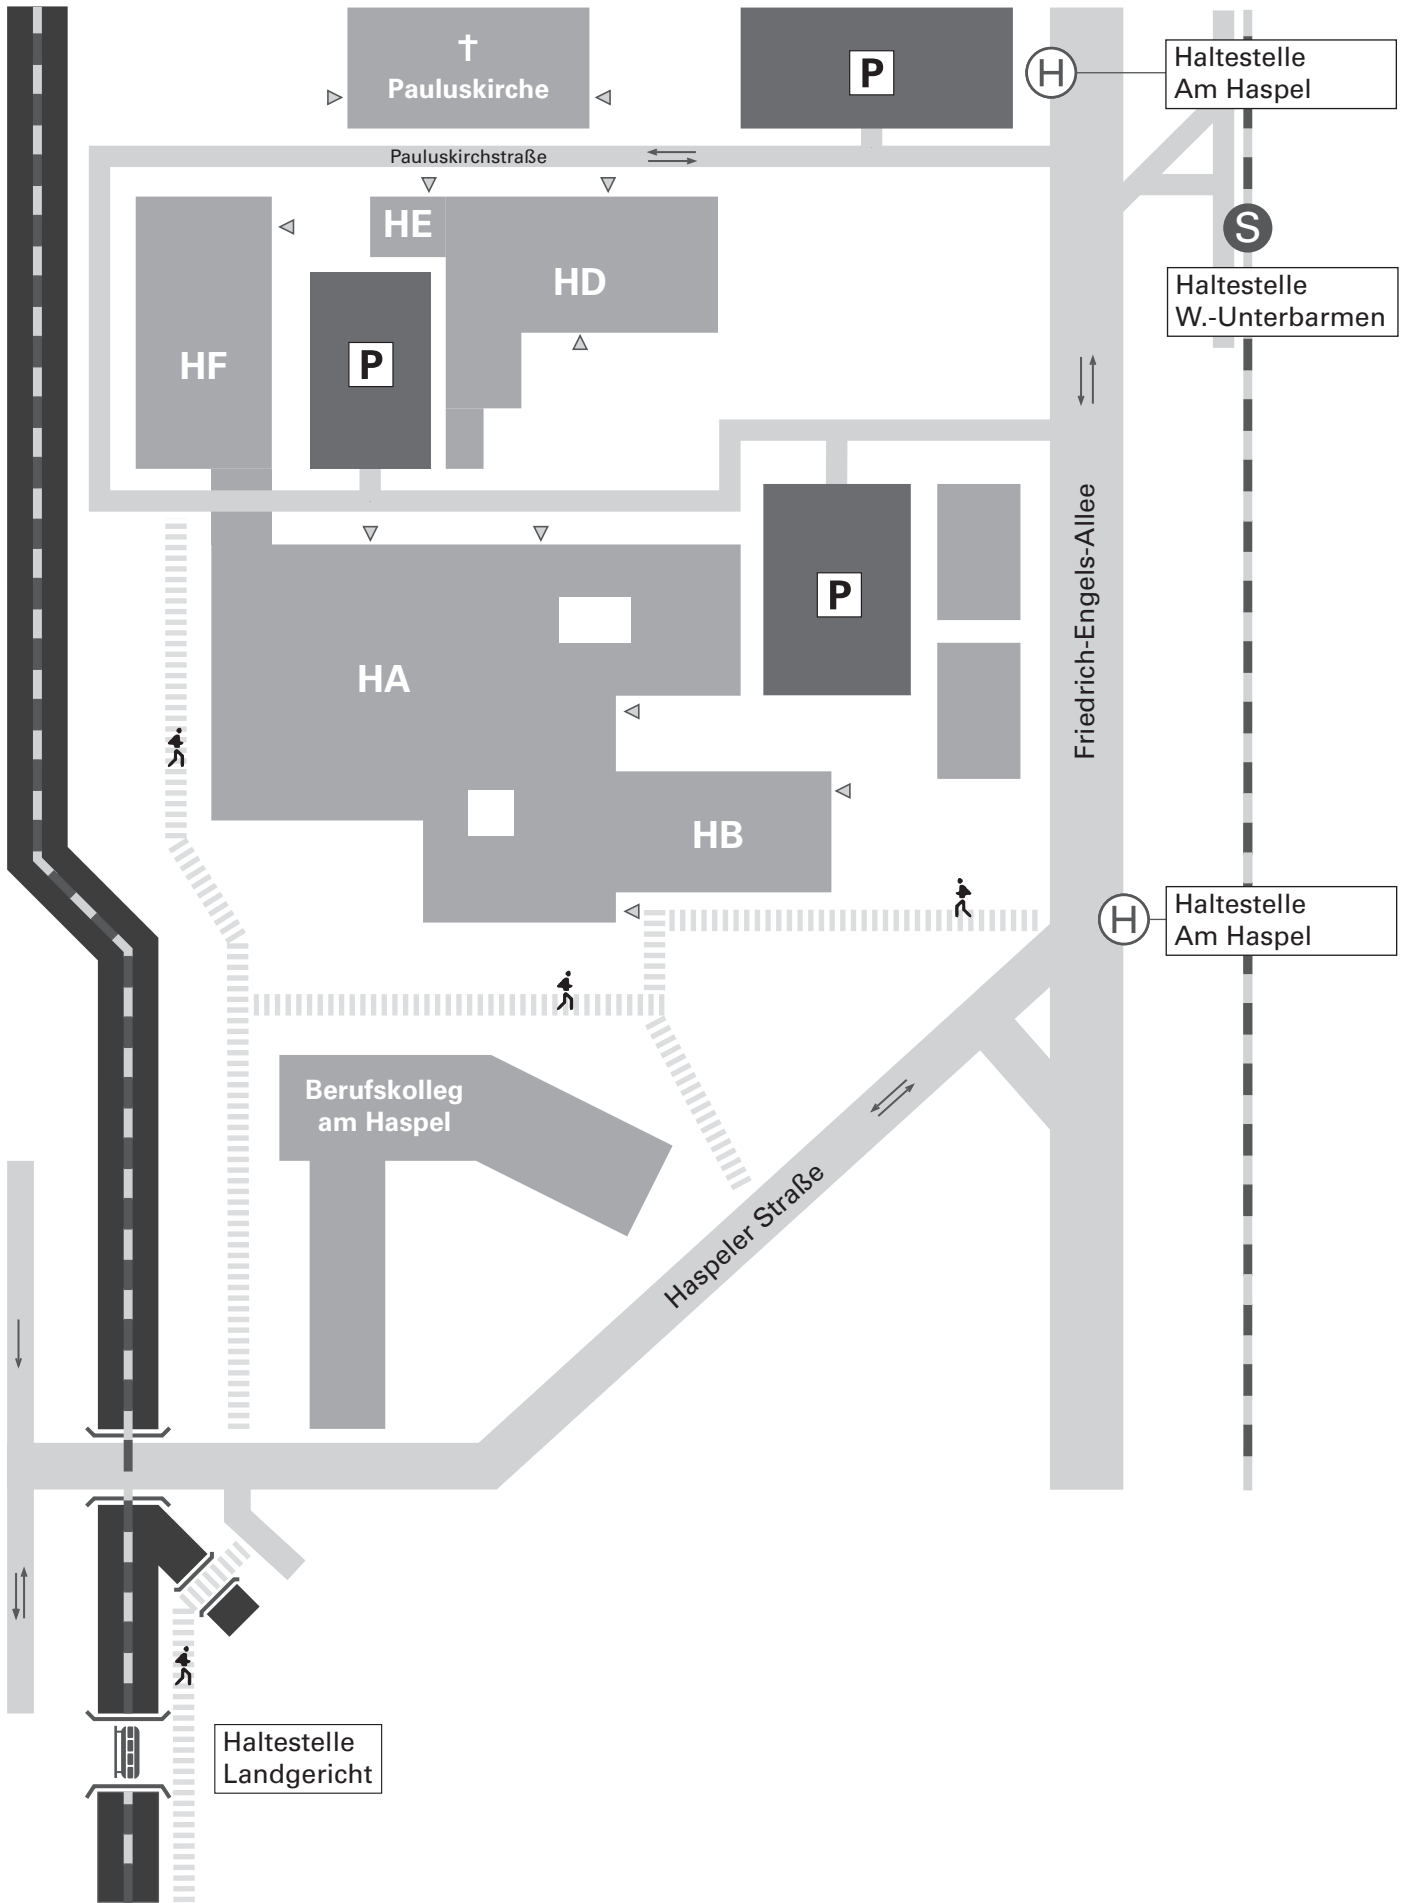 Pauluskirche
P
H
Haltestelle
Am Haspel
Pauluskirchstraße
HE
S
HD
Haltestelle
W.-Unterbarmen
HF
P
Friedrich-Engels-Allee
P
HA
HB
H
Haltestelle
Am Haspel
Berufskolleg
am Haspel
Haspeler Straße
Haltestelle
Landgericht